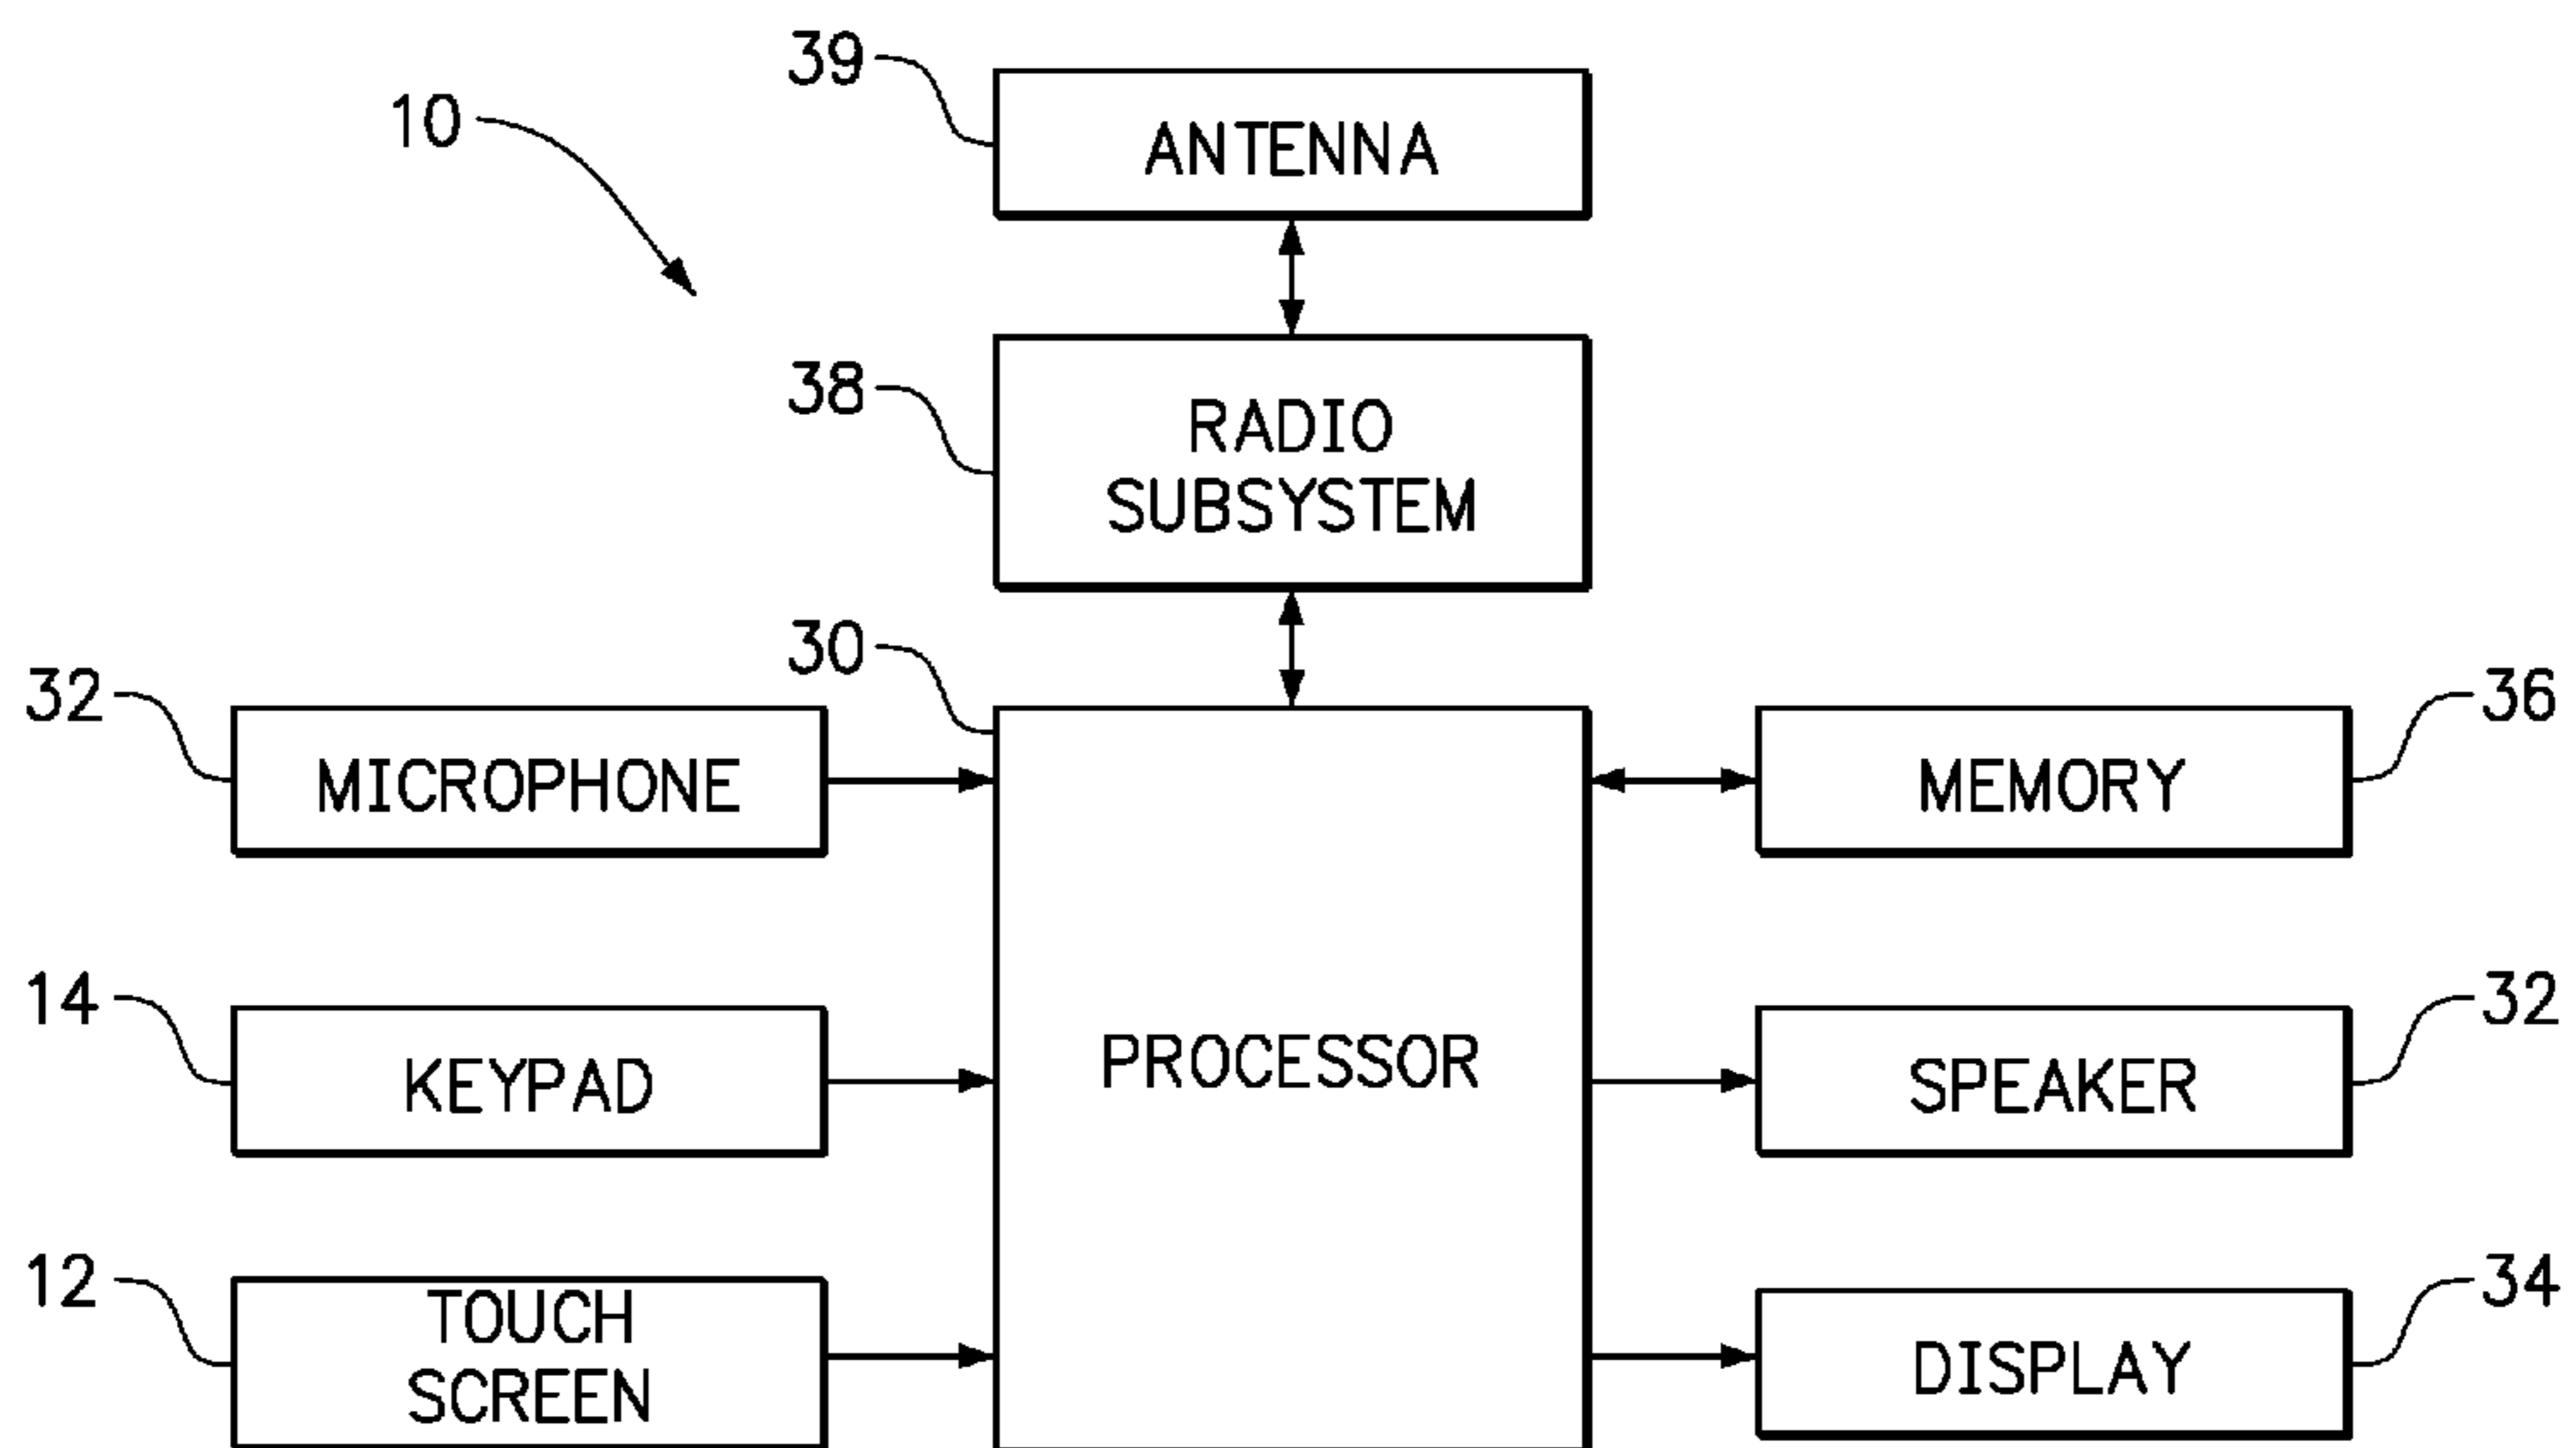 39
10
ANTENNA
38
RADIO
SUBSYSTEM
30
32
MICROPHONE
MEMORY
36
14
KEYPAD
PROCESSOR
SPEAKER
32
12
TOUCH
SCREEN
DISPLAY
34